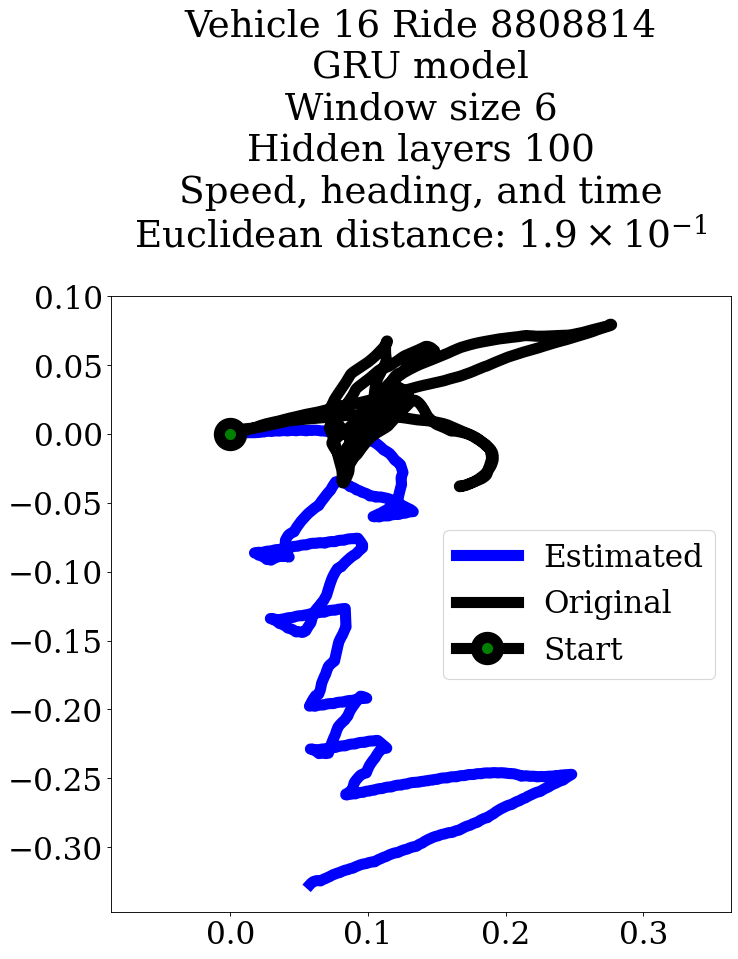 Vehicle 16 Ride 8808814
GRU model
Window size 6
Hidden layers 100
Speed, heading, and time
Euclidean distance: 1.9 × 10⁻¹
0.10
0.05
0.00
−0.05
−0.10
−0.15
−0.20
−0.25
−0.30
Estimated
Original
Start
0.0 0.1 0.2 0.3